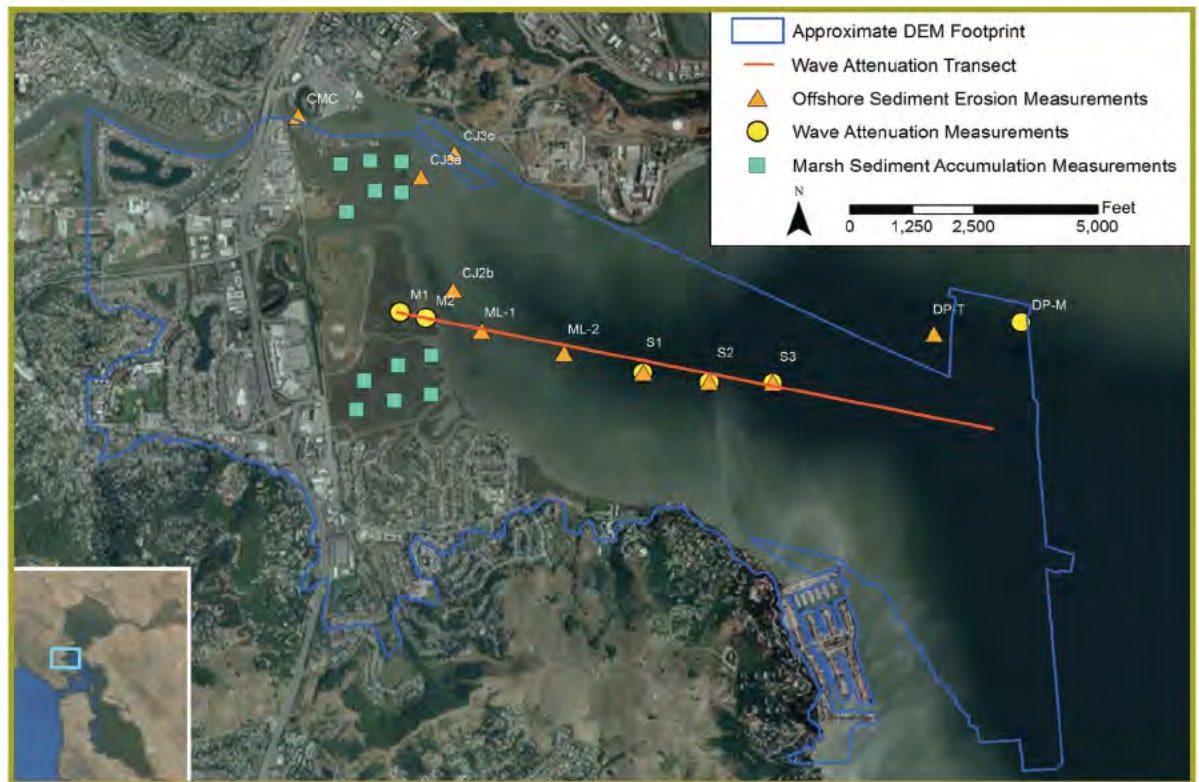 Approximate DEM Footprint
Wave Attenuation Transect
Offshore Sediment Erosion Measurements
Wave Attenuation Measurements
Marsh Sediment Accumulation Measurements
N
Feet
0 1,250 2,500 5,000
CMC
CJ3c
CJ3a
CJ2b
M1
M2
ML-1
ML-2
S1
S2
S3
DP-T
DP-M